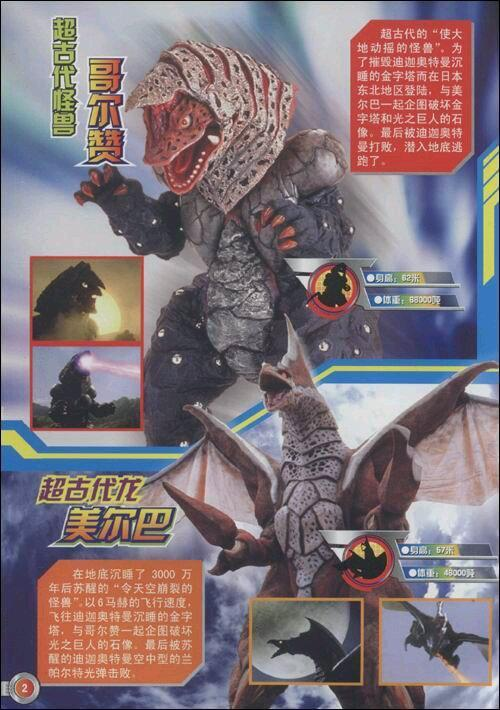 超古代怪兽
哥尔赞
超古代的“使大
地动摇的怪兽”。为
了摧毁迪迦奥特曼沉
睡的金字塔而在日本
东北地区登陆，与美
尔巴一起企图破坏金
字塔和光之巨人的石
像。最后被迪迦奥特
曼打败，潜入地底逃
跑了。
●身高：62米
●体重：68000吨
超古代龙
美尔巴
在地底沉睡了 3000 万
年后苏醒的“令天空崩裂的
怪兽”。以6马赫的飞行速度，
飞往迪迦奥特曼沉睡的金字
塔，与哥尔赞一起企图破坏
光之巨人的石像。最后被苏
醒的迪迦奥特曼空中型的兰
帕尔特光弹击败。
●身高：57米
●体重：46000吨
2